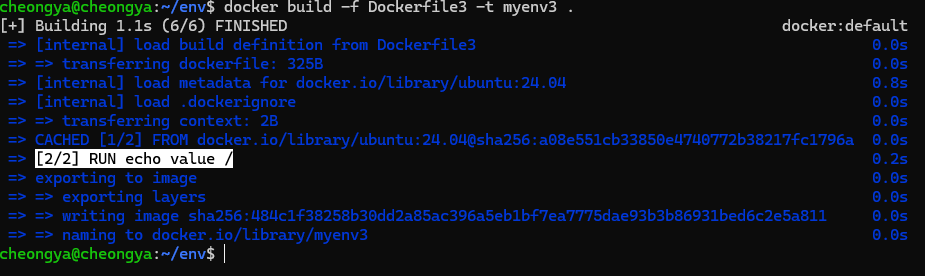 cheongya@cheongya:~/env$ docker build -f Dockerfile3 -t myenv3 .
[+] Building 1.1s (6/6) FINISHED docker:default
=> [internal] load build definition from Dockerfile3 0.0s
=> => transferring dockerfile: 325B 0.0s
=> [internal] load metadata for docker.io/library/ubuntu:24.04 0.8s
=> [internal] load .dockerignore 0.0s
=> => transferring context: 2B 0.0s
=> CACHED [1/2] FROM docker.io/library/ubuntu:24.04@sha256:a08e551cb33850e4740772b38217fc1796a 0.0s
=> [2/2] RUN echo value / 0.2s
=> exporting to image 0.0s
=> => exporting layers 0.0s
=> => writing image sha256:484c1f38258b30dd2a85ac396a5eb1bf7ea7775dae93b3b86931bed6c2e5a811 0.0s
=> => naming to docker.io/library/myenv3 0.0s
cheongya@cheongya:~/env$